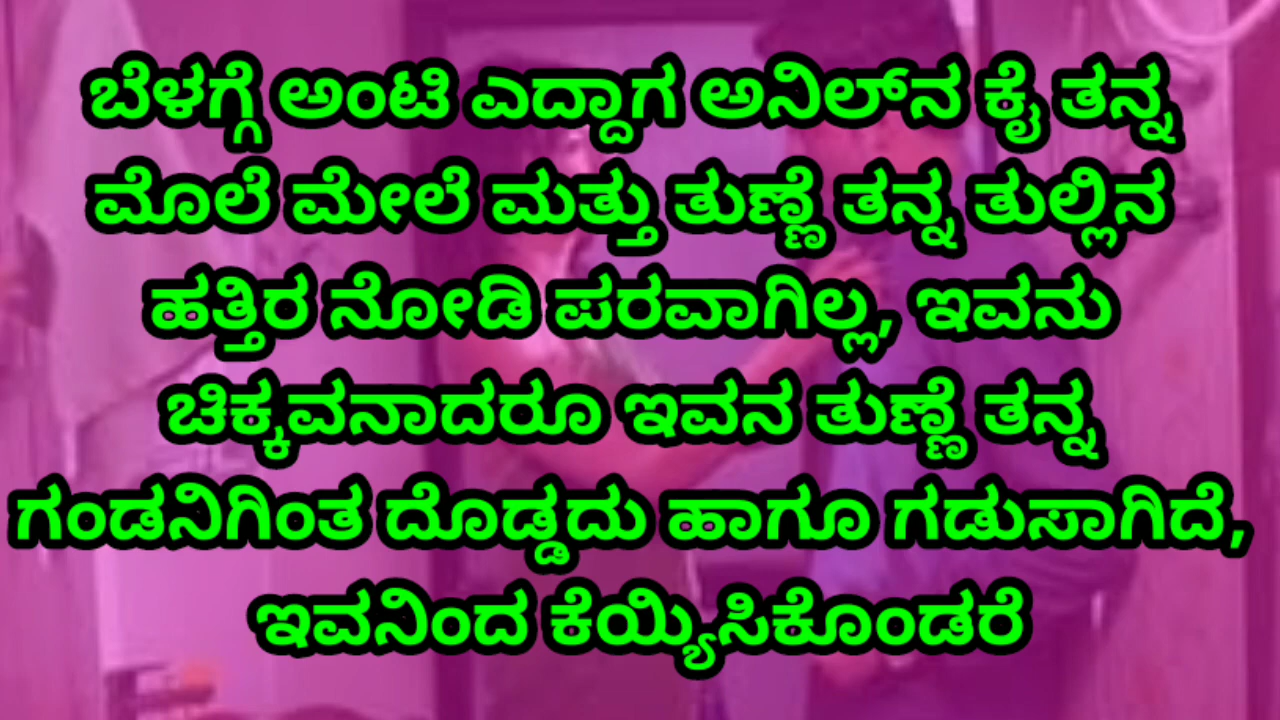 ಬೆಳಗ್ಗೆ ಅಂಟಿ ಎದ್ದಾಗ ಅನಿಲ್‌ನ ಕೈ ತನ್ನ
ಮೊಲೆ ಮೇಲೆ ಮತ್ತು ತುಣ್ಣೆ ತನ್ನ ತುಲ್ಲಿನ
ಹತ್ತಿರ ನೋಡಿ ಪರವಾಗಿಲ್ಲ, ಇವನು
ಚಿಕ್ಕವನಾದರೂ ಇವನ ತುಣ್ಣೆ ತನ್ನ
ಗಂಡನಿಗಿಂತ ದೊಡ್ಡದು ಹಾಗೂ ಗಡುಸಾಗಿದೆ,
ಇವನಿಂದ ಕೆಯ್ಯಿಸಿಕೊಂಡರೆ